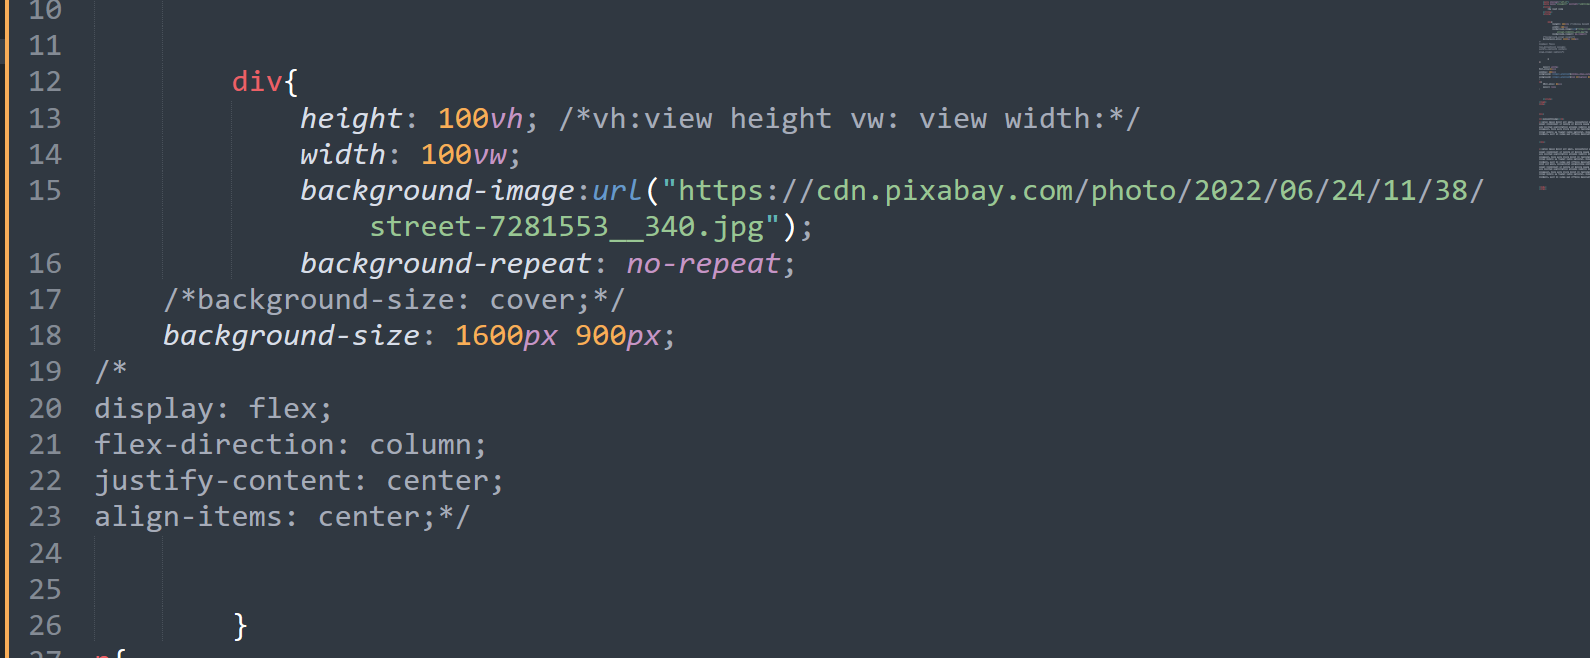 10
11
12 div{
13 height: 100vh; /*vh:view height vw: view width:*/
14 width: 100vw;
15 background-image:url("https://cdn.pixabay.com/photo/2022/06/24/11/38/
street-7281553__340.jpg");
16 background-repeat: no-repeat;
17 /*background-size: cover;*/
18 background-size: 1600px 900px;
19 /*
20 display: flex;
21 flex-direction: column;
22 justify-content: center;
23 align-items: center;*/
24
25
26 }